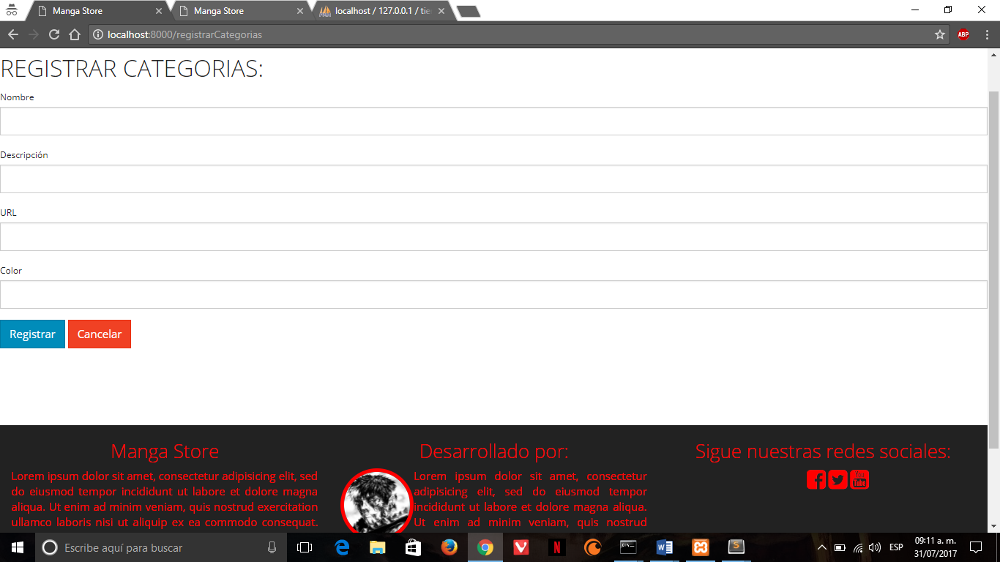 Manga Store
Manga Store
localhost / 127.0.0.1 / tie
localhost:8000/registrarCategorias
ABP
REGISTRAR CATEGORIAS:
Nombre
Descripción
URL
Color
Registrar Cancelar
Manga Store
Lorem ipsum dolor sit amet, consectetur adipisicing elit, sed
do eiusmod tempor incididunt ut labore et dolore magna
aliqua. Ut enim ad minim veniam, quis nostrud exercitation
ullamco laboris nisi ut aliquip ex ea commodo consequat.
Desarrollado por:
Lorem ipsum dolor sit amet, consectetur
adipisicing elit, sed do eiusmod tempor
incididunt ut labore et dolore magna aliqua.
Ut enim ad minim veniam, quis nostrud
Sigue nuestras redes sociales:
You
Tube
Escribe aquí para buscar
ESP
09:11 a. m.
31/07/2017